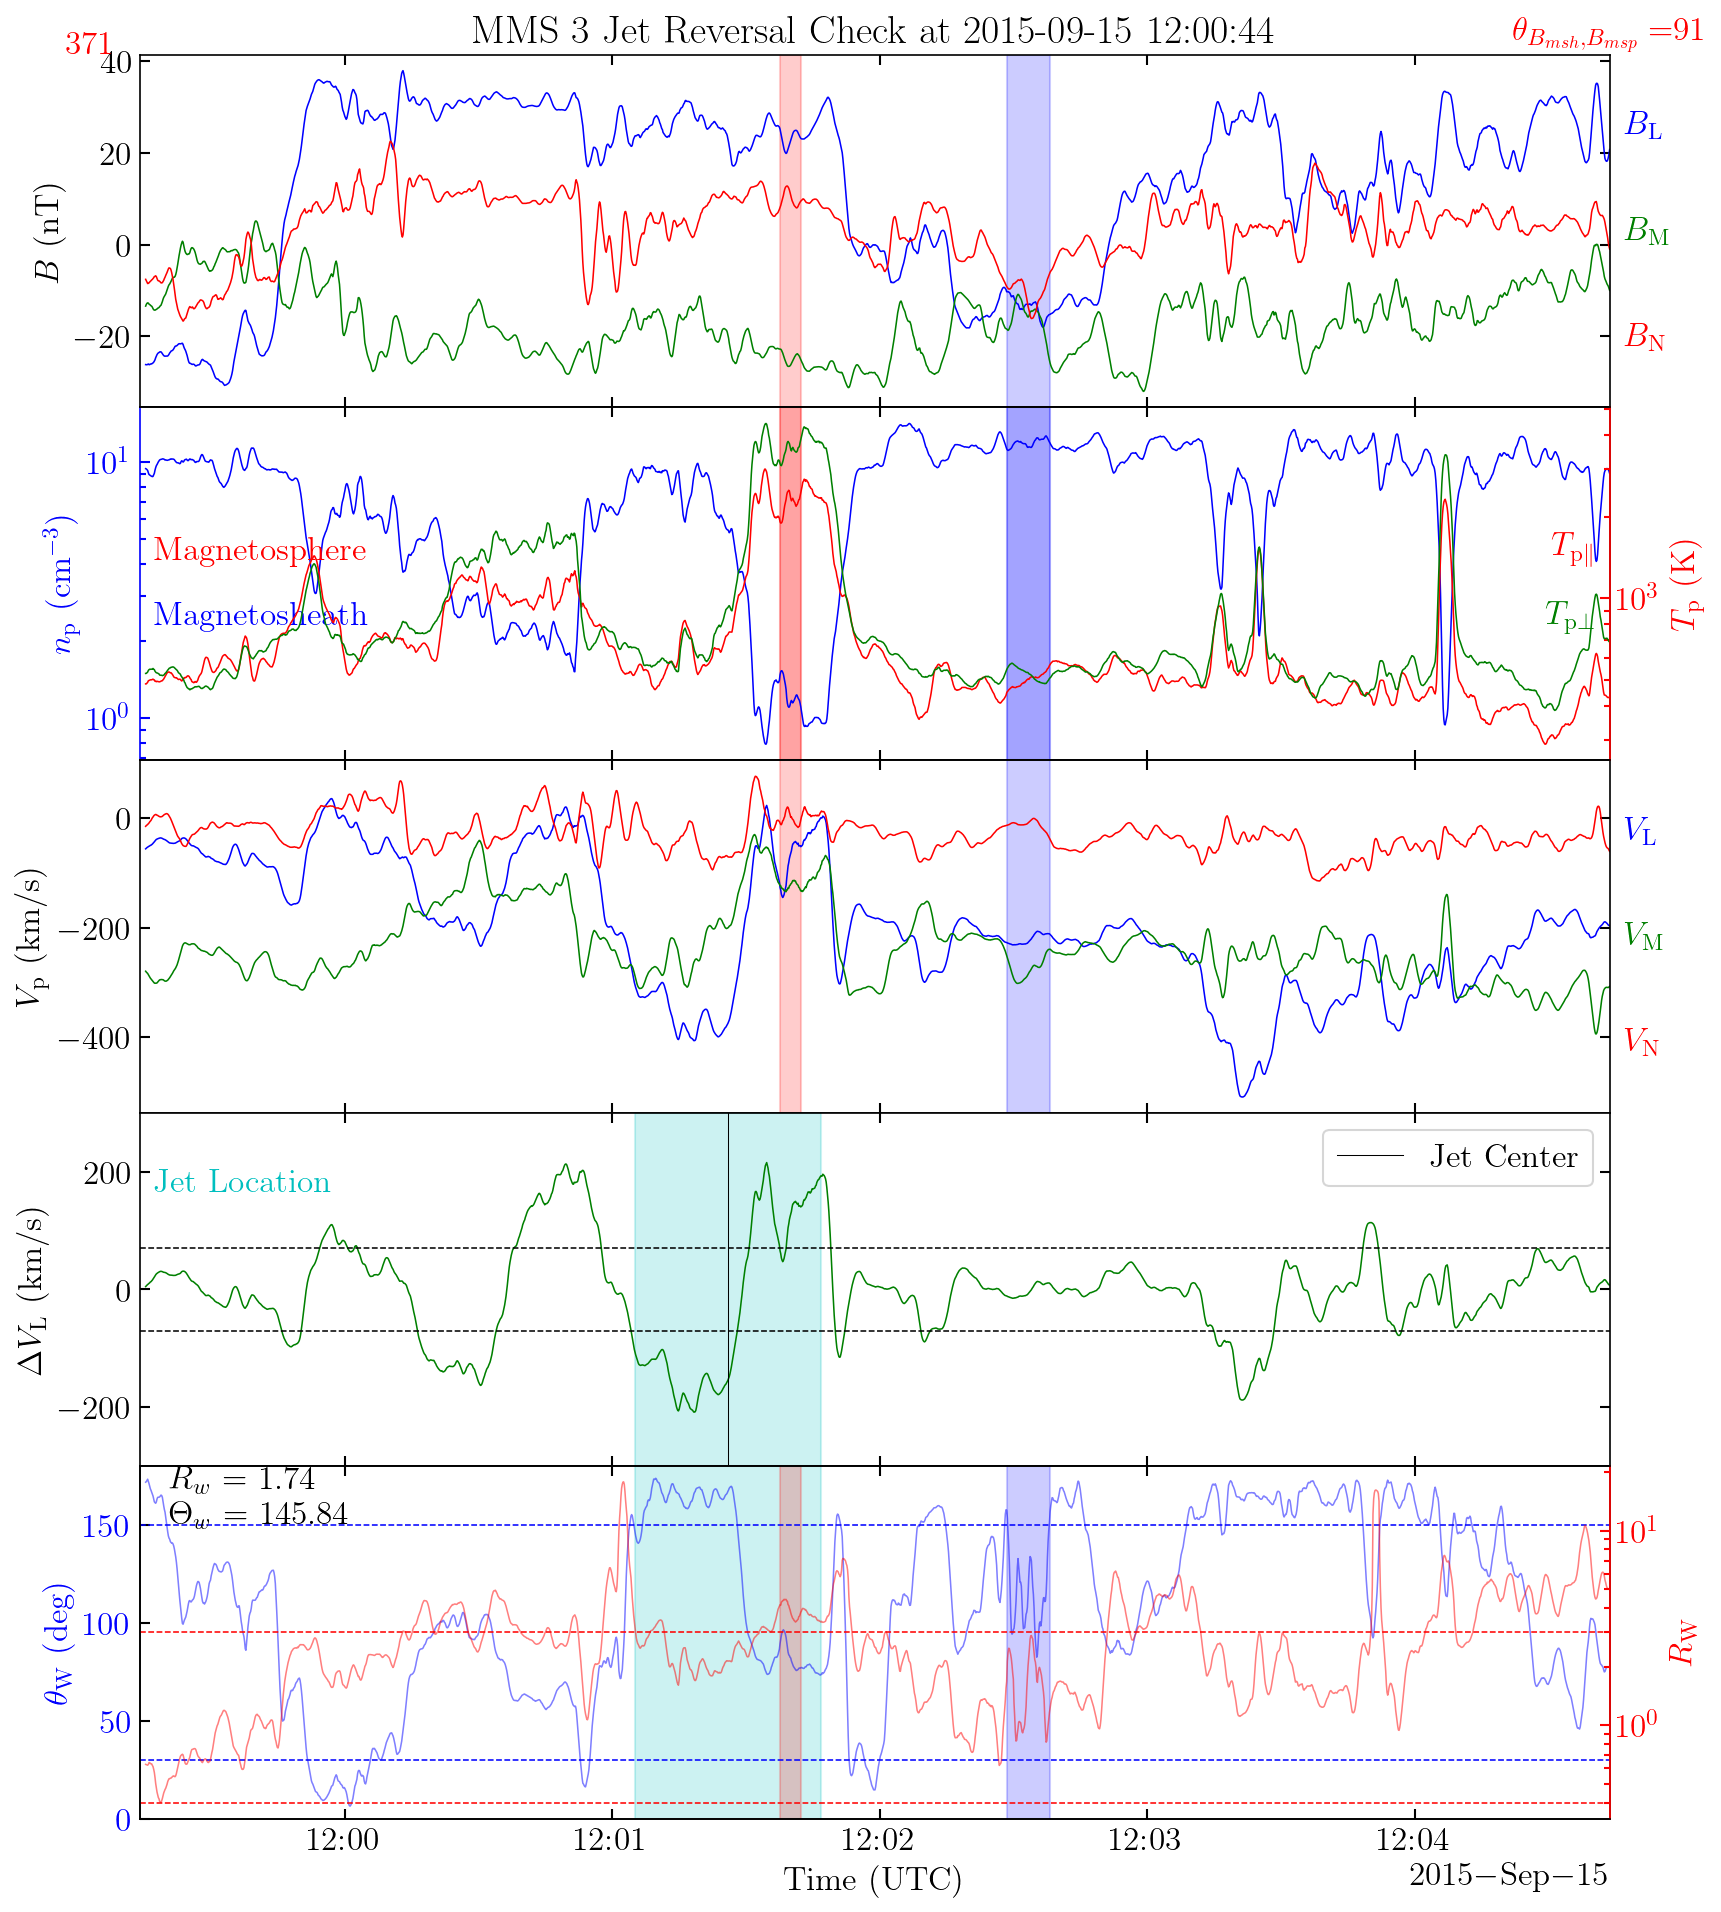 MMS 3 Jet Reversal Check at 2015-09-15 12:00:44
371
θ_{B_{msh},B_{msp}} =91
40
20
0
−20
B (nT)
B_L
B_M
B_N
10^1
10^0
n_p (cm^{−3})
Magnetosphere
Magnetosheath
T_{p∥}
T_{p⊥}
10^3
T_p (K)
0
−200
−400
V_p (km/s)
V_L
V_M
V_N
200
0
−200
ΔV_L (km/s)
Jet Location
Jet Center
R_w = 1.74
Θ_w = 145.84
150
100
50
0
θ_W (deg)
10^1
10^0
R_W
12:00
12:01
12:02
12:03
12:04
Time (UTC)
2015−Sep−15